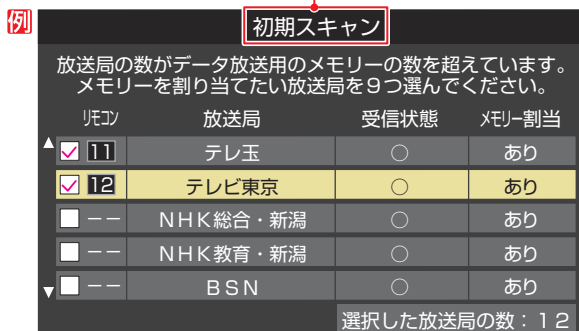 例
初期スキャン
放送局の数がデータ放送用のメモリーの数を超えています。
メモリーを割り当てたい放送局を9つ選んでください。
リモコン 放送局 受信状態 メモリー割当
11 テレ玉 ○ あり
12 テレビ東京 ○ あり
−− NHK総合・新潟 ○ あり
−− NHK教育・新潟 ○ あり
−− BSN ○ あり
選択した放送局の数:12